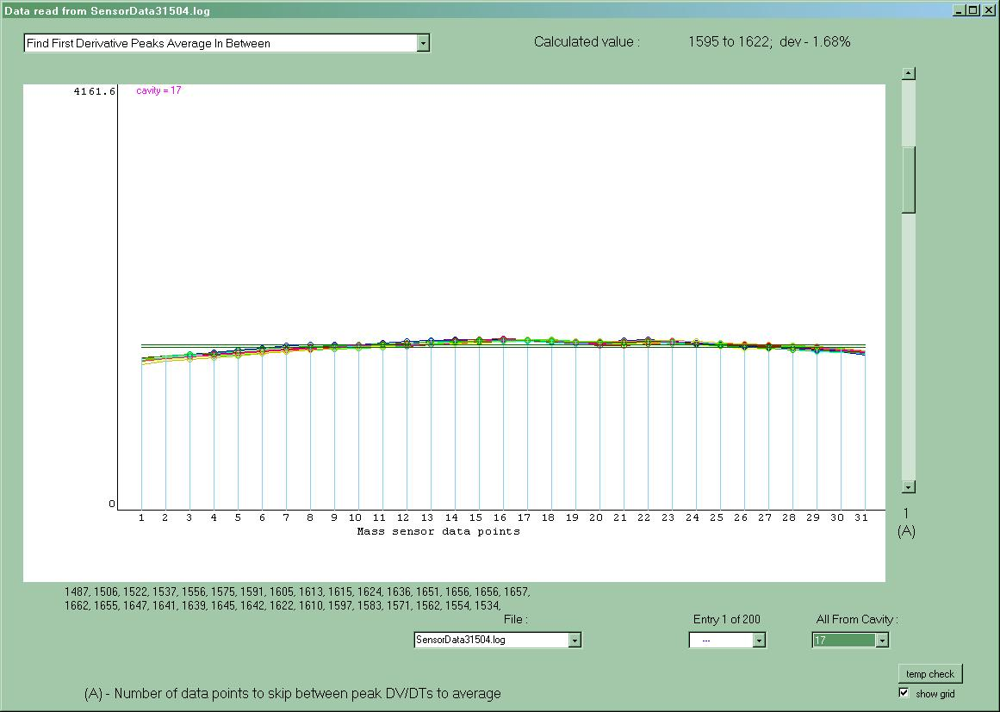 Data read from SensorData31504.log
Find First Derivative Peaks Average In Between
Calculated value : 1595 to 1622; dev - 1.68%
4161.6 cavity = 17
0
1 2 3 4 5 6 7 8 9 10 11 12 13 14 15 16 17 18 19 20 21 22 23 24 25 26 27 28 29 30 31
Mass sensor data points
1
(A)
1487, 1506, 1522, 1537, 1556, 1575, 1591, 1605, 1613, 1615, 1624, 1636, 1651, 1656, 1656, 1657,
1662, 1655, 1647, 1641, 1639, 1645, 1642, 1622, 1610, 1597, 1583, 1571, 1562, 1554, 1534,
File : Entry 1 of 200 All From Cavity :
SensorData31504.log --- 17
temp check
(A) - Number of data points to skip between peak DV/DTs to average
show grid